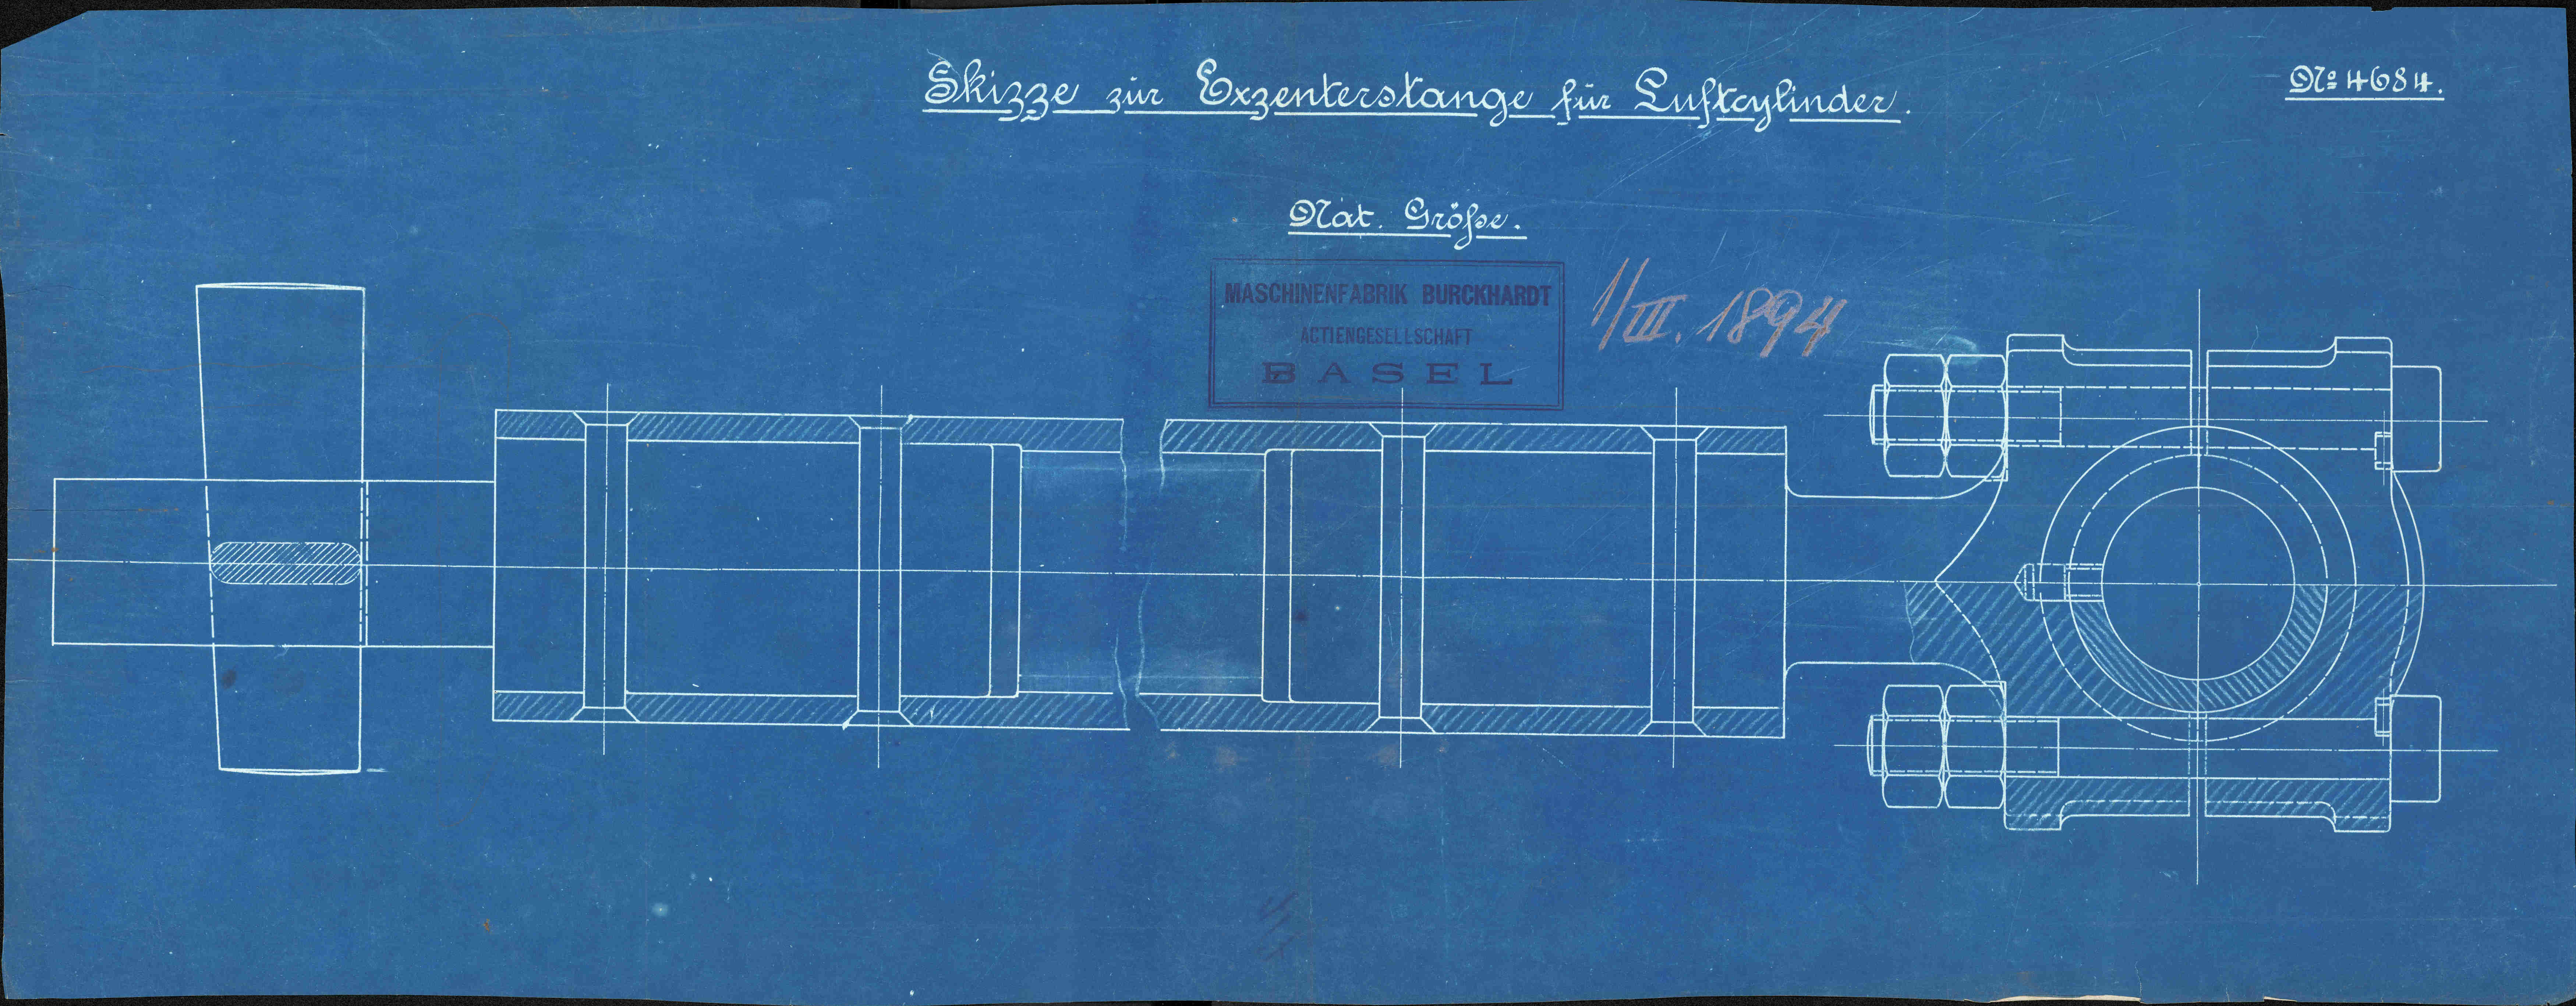 Skizze zur Exzenterstange für Luftcylinder.
No 4684.
Nat. Größe.
MASCHINENFABRIK BURCKHARDT
ACTIENGESELLSCHAFT
BASEL
1/III. 1894